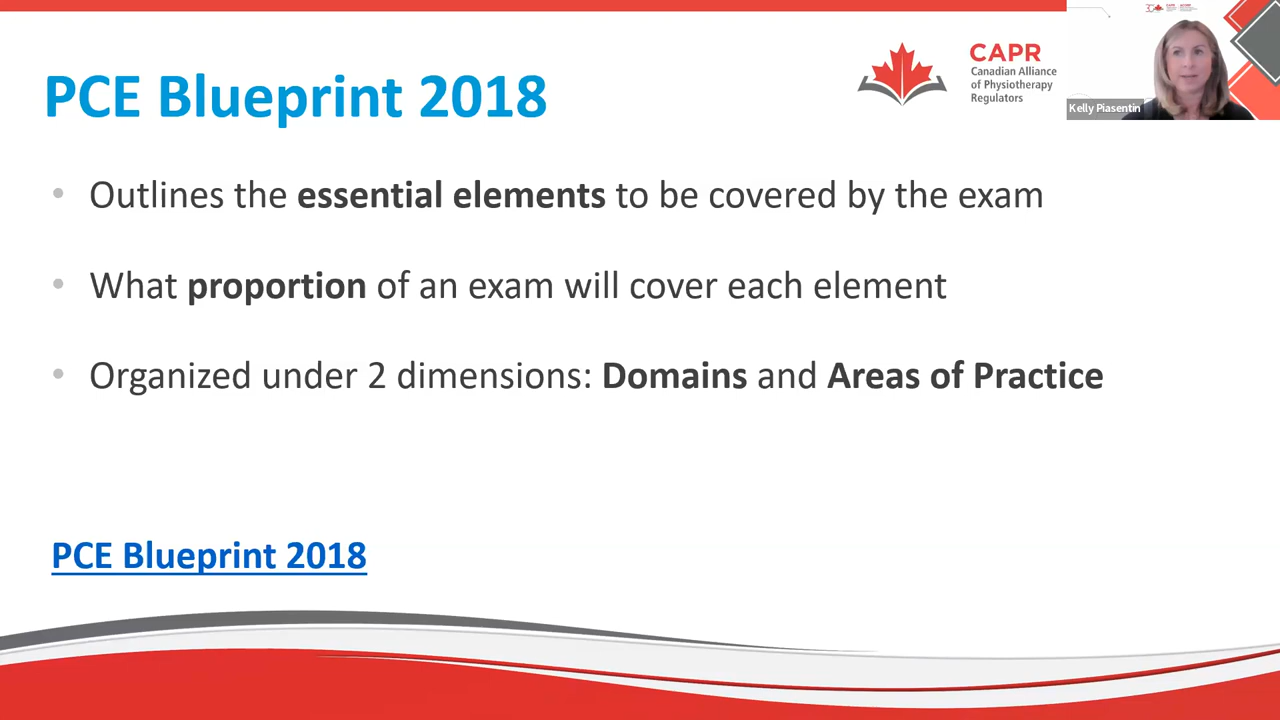 PCE Blueprint 2018
CAPR
Canadian Alliance
of Physiotherapy
Regulators
Kelly Piasentin
• Outlines the essential elements to be covered by the exam
• What proportion of an exam will cover each element
• Organized under 2 dimensions: Domains and Areas of Practice
PCE Blueprint 2018